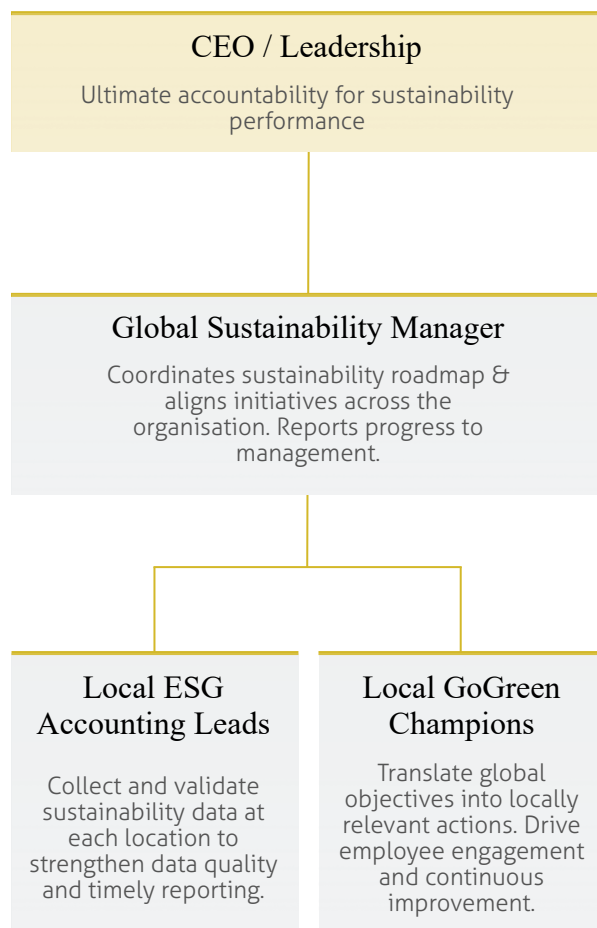 CEO / Leadership
Ultimate accountability for sustainability
performance
Global Sustainability Manager
Coordinates sustainability roadmap &
aligns initiatives across the
organisation. Reports progress to
management.
Local ESG
Accounting Leads
Collect and validate
sustainability data at
each location to
strengthen data quality
and timely reporting.
Local GoGreen
Champions
Translate global
objectives into locally
relevant actions. Drive
employee engagement
and continuous
improvement.